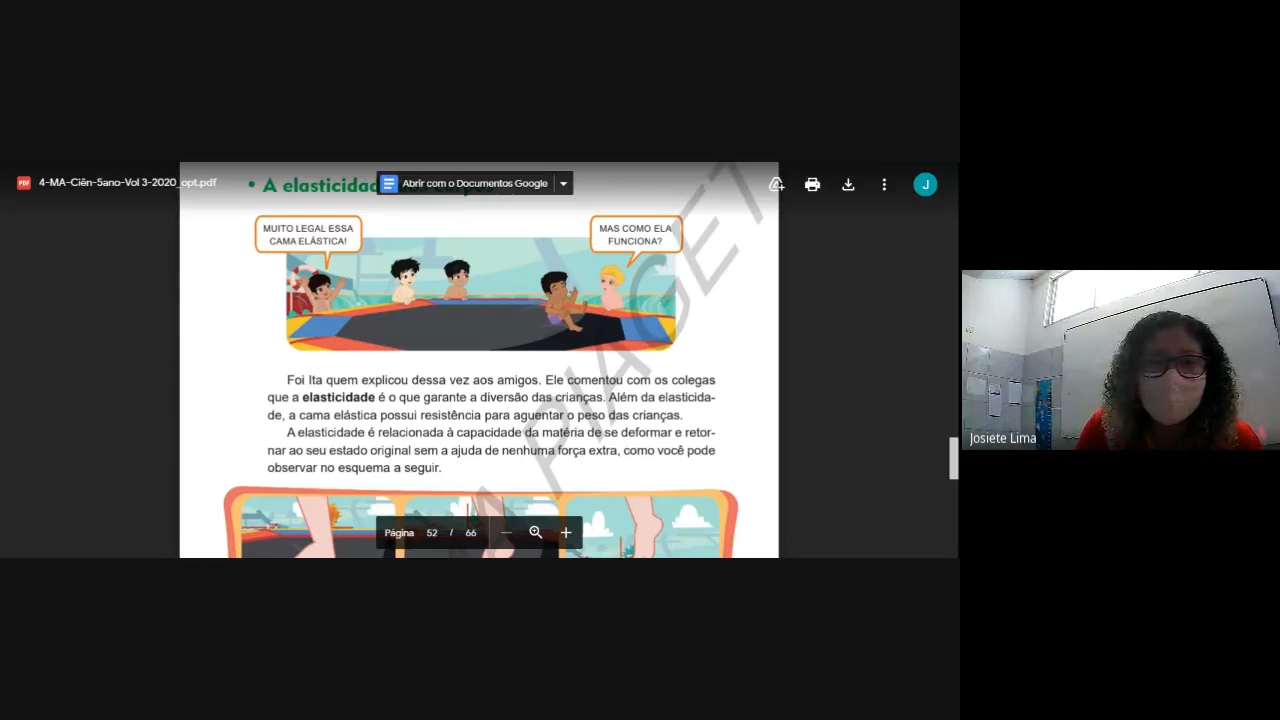 4-MA-Ciên-5ano-Vol 3-2020_opt.pdf
• A elasticidad
Abrir com o Documentos Google
J
MUITO LEGAL ESSA
CAMA ELÁSTICA!
MAS COMO ELA
FUNCIONA?
Foi Ita quem explicou dessa vez aos amigos. Ele comentou com os colegas
que a elasticidade é o que garante a diversão das crianças. Além da elasticida-
de, a cama elástica possui resistência para aguentar o peso das crianças.
A elasticidade é relacionada à capacidade da matéria de se deformar e retor-
nar ao seu estado original sem a ajuda de nenhuma força extra, como você pode
observar no esquema a seguir.
PIAGET
Página 52 / 66
Josiete Lima